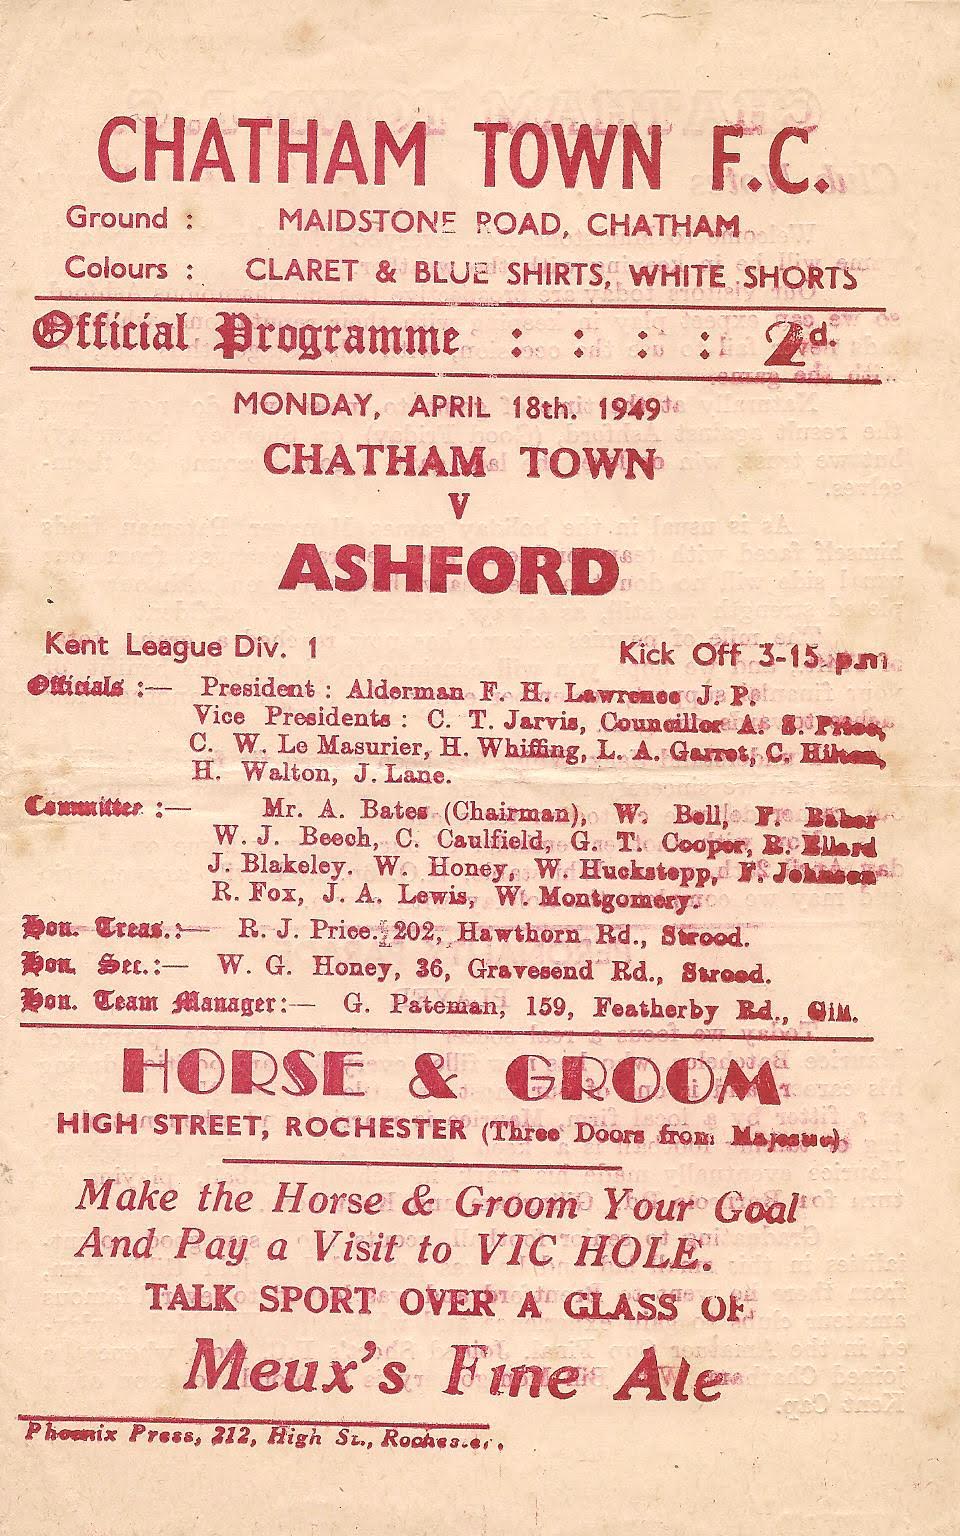 CHATHAM TOWN F.C.
Ground : MAIDSTONE ROAD, CHATHAM
Colours : CLARET & BLUE SHIRTS, WHITE SHORTS
Official Programme : : : : 2d.
MONDAY, APRIL 18th. 1949
CHATHAM TOWN
V
ASHFORD
Kent League Div. 1 Kick Off 3-15 p.m
Officials :— President : Alderman F. H. Lawrence J. P.
Vice Presidents : C. T. Jarvis, Councillor A. S. Price,
C. W. Le Masurier, H. Whiffing, L. A. Garret, C. Hilton,
H. Walton, J. Lane.
Committee :— Mr. A. Bates (Chairman), W. Bell, F. Baker
W. J. Beech, C. Caulfield, G. T. Cooper, R. Ellard
J. Blakeley. W. Honey, W. Huckstepp, F. Johnson
R. Fox, J. A. Lewis, W. Montgomery.
Hon. Treas.:— R. J. Price. 202, Hawthorn Rd., Strood.
Hon. Sec.:— W. G. Honey, 36, Gravesend Rd., Strood.
Hon. Team Manager:— G. Pateman, 159, Featherby Rd., Gill.
HORSE & GROOM
HIGH STREET, ROCHESTER (Three Doors from Majestic)
Make the Horse & Groom Your Goal
And Pay a Visit to VIC HOLE.
TALK SPORT OVER A GLASS OF
Meux's Fine Ale
Phoenix Press, 212, High St., Rochester.